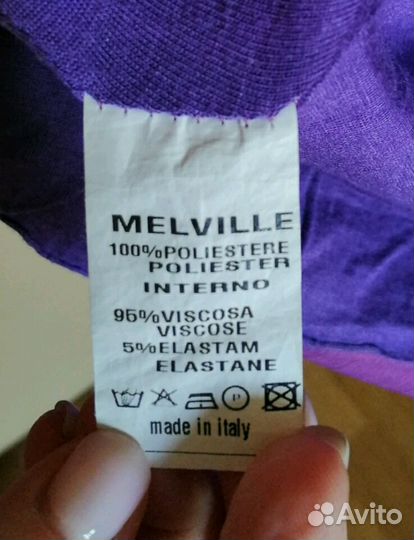 MELVILLE
100%POLIESTERE
POLIESTER
INTERNO
95%VISCOSA
VISCOSE
5%ELASTAM
ELASTANE
P
made in italy
Avito